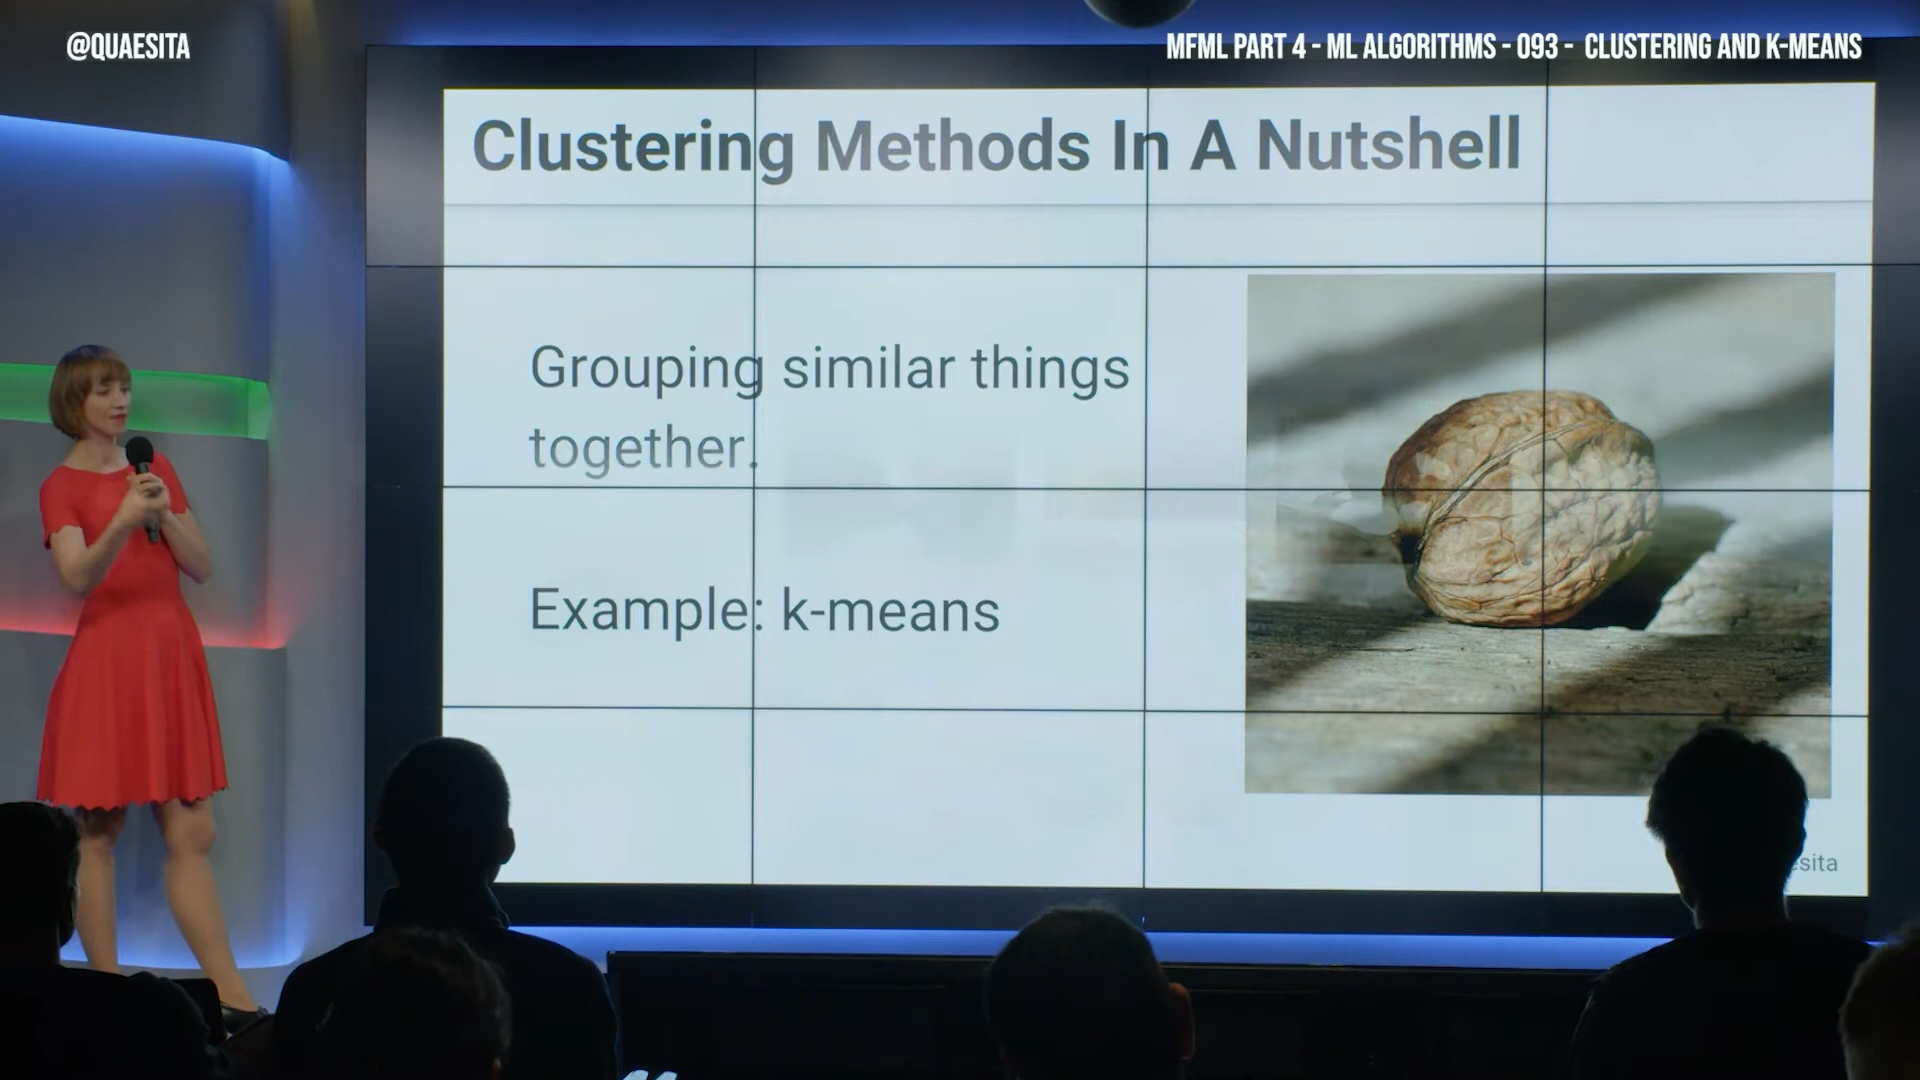 @QUAESITA
MFML PART 4 - ML ALGORITHMS - 093 - CLUSTERING AND K-MEANS
Clustering Methods In A Nutshell
Grouping similar things
together.
Example: k-means